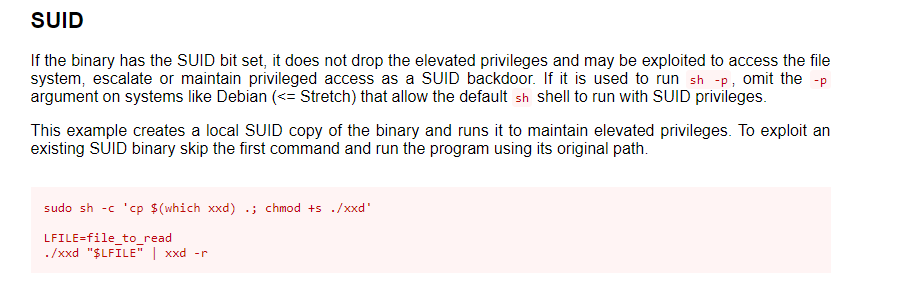 SUID
If the binary has the SUID bit set, it does not drop the elevated privileges and may be exploited to access the file
system, escalate or maintain privileged access as a SUID backdoor. If it is used to run sh -p, omit the -p
argument on systems like Debian (<= Stretch) that allow the default sh shell to run with SUID privileges.
This example creates a local SUID copy of the binary and runs it to maintain elevated privileges. To exploit an
existing SUID binary skip the first command and run the program using its original path.
sudo sh -c 'cp $(which xxd) .; chmod +s ./xxd'
LFILE=file_to_read
./xxd "$LFILE" | xxd -r